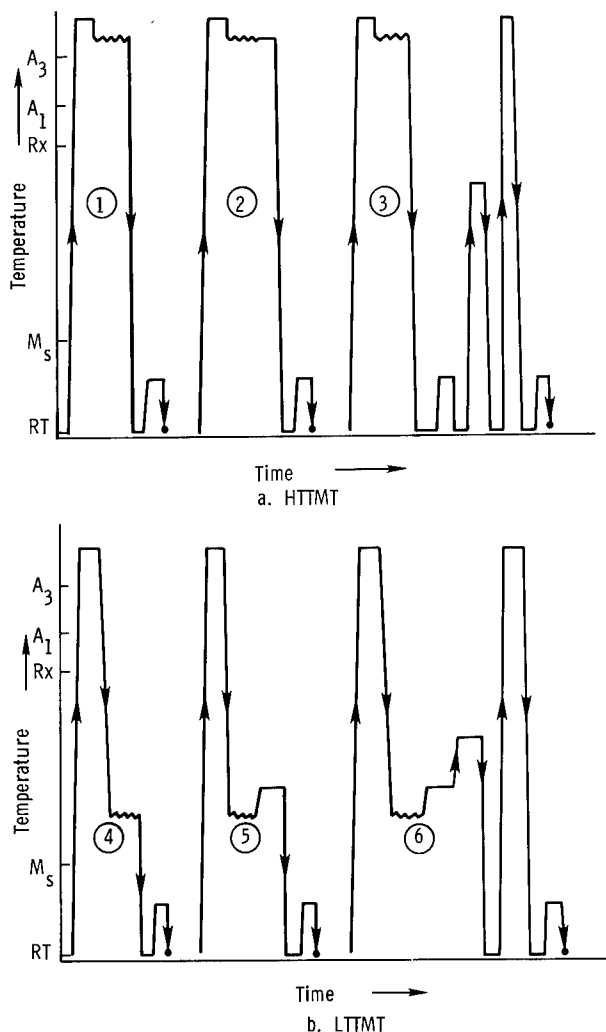 A3
A1
Rx
Temperature
Ms
RT
1
2
3
Time
a. HTTMT
A3
A1
Rx
Temperature
Ms
RT
4
5
6
Time
b. LTTMT